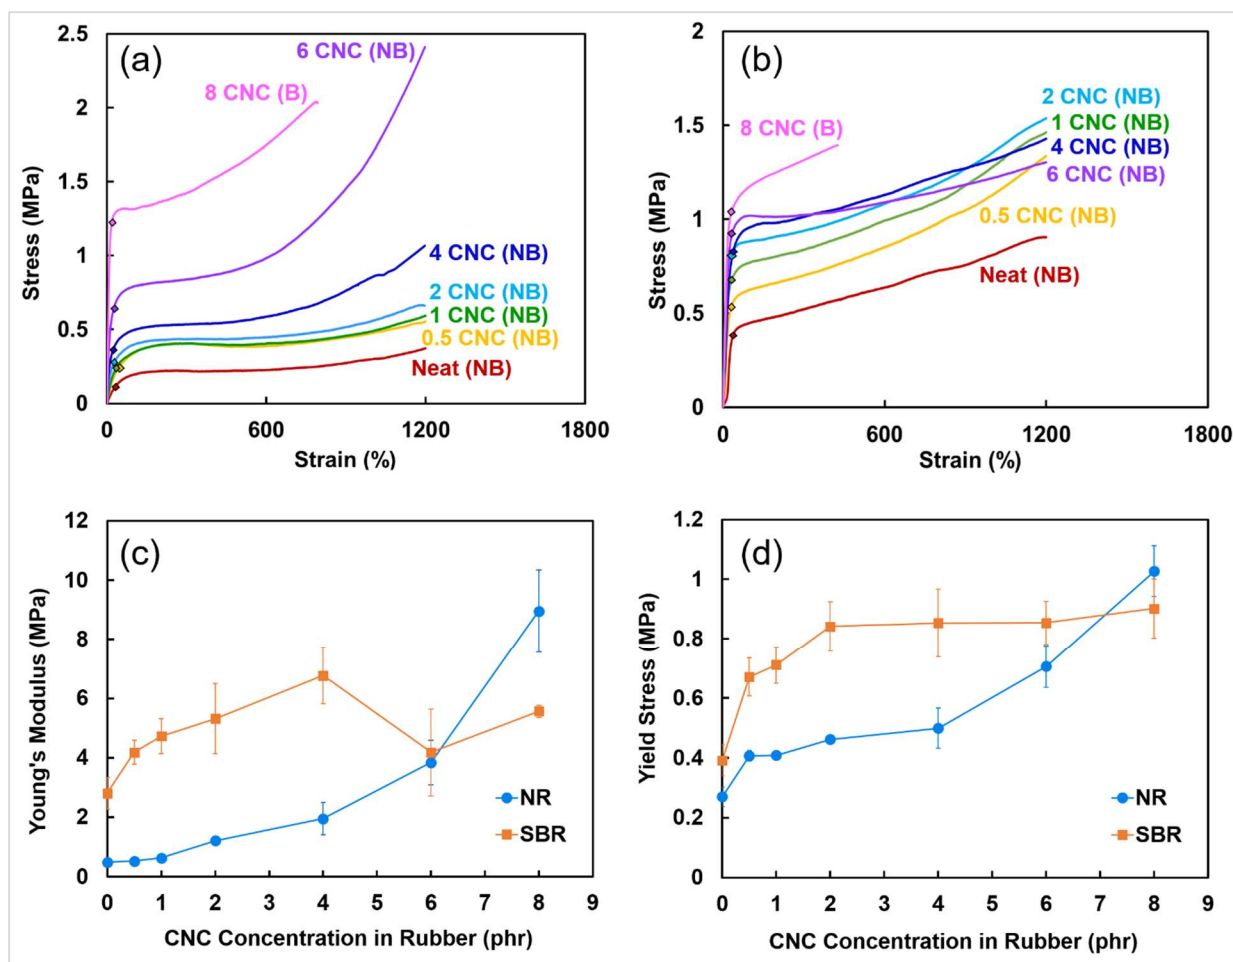 (a)
2.5
2
1.5
1
0.5
0
Stress (MPa)
6 CNC (NB)
8 CNC (B)
4 CNC (NB)
2 CNC (NB)
1 CNC (NB)
0.5 CNC (NB)
Neat (NB)
0 600 1200 1800
Strain (%)
(b)
2
1.5
1
0.5
0
Stress (MPa)
8 CNC (B)
2 CNC (NB)
1 CNC (NB)
4 CNC (NB)
6 CNC (NB)
0.5 CNC (NB)
Neat (NB)
0 600 1200 1800
Strain (%)
(c)
12
10
8
6
4
2
0
Young's Modulus (MPa)
NR
SBR
0 1 2 3 4 5 6 7 8 9
CNC Concentration in Rubber (phr)
(d)
1.2
1
0.8
0.6
0.4
0.2
0
Yield Stress (MPa)
NR
SBR
0 1 2 3 4 5 6 7 8 9
CNC Concentration in Rubber (phr)